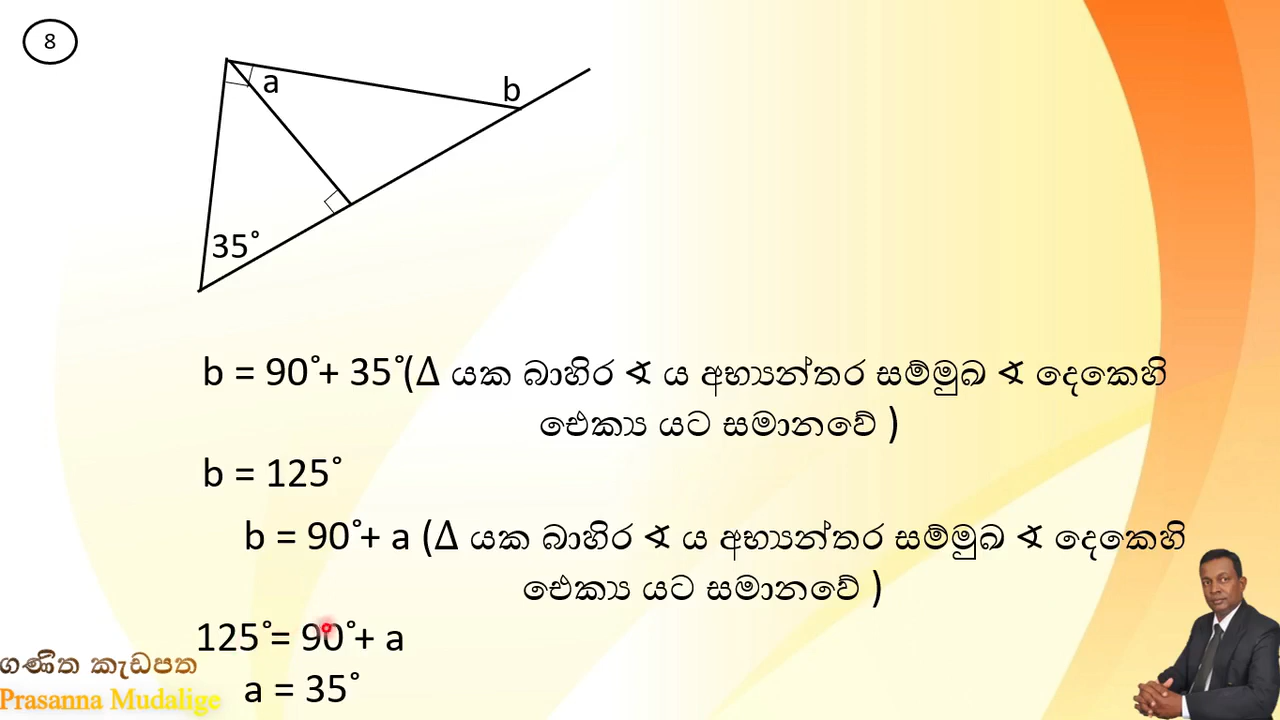 8
a
b
35°
b = 90°+ 35°(Δ යක බාහිර ∢ ය අභ්‍යන්තර සම්මුඛ ∢ දෙකෙහි
ඓක්‍ය යට සමානවේ )
b = 125°
b = 90°+ a (Δ යක බාහිර ∢ ය අභ්‍යන්තර සම්මුඛ ∢ දෙකෙහි
ඓක්‍ය යට සමානවේ )
125°= 90°+ a
a = 35°
ගණිත කැඩපත
Prasanna Mudalige